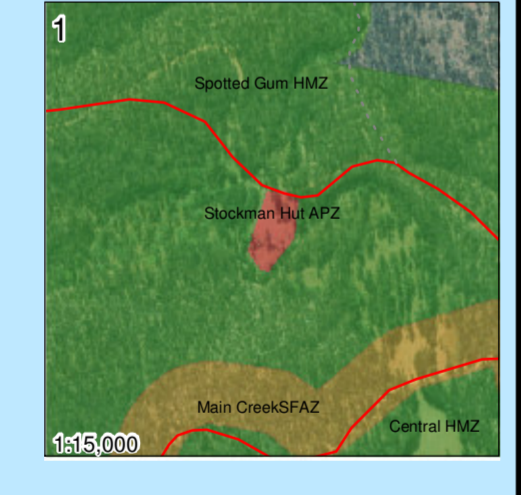 1
Spotted Gum HMZ
Stockman Hut APZ
Main CreekSFAZ
Central HMZ
1:15,000